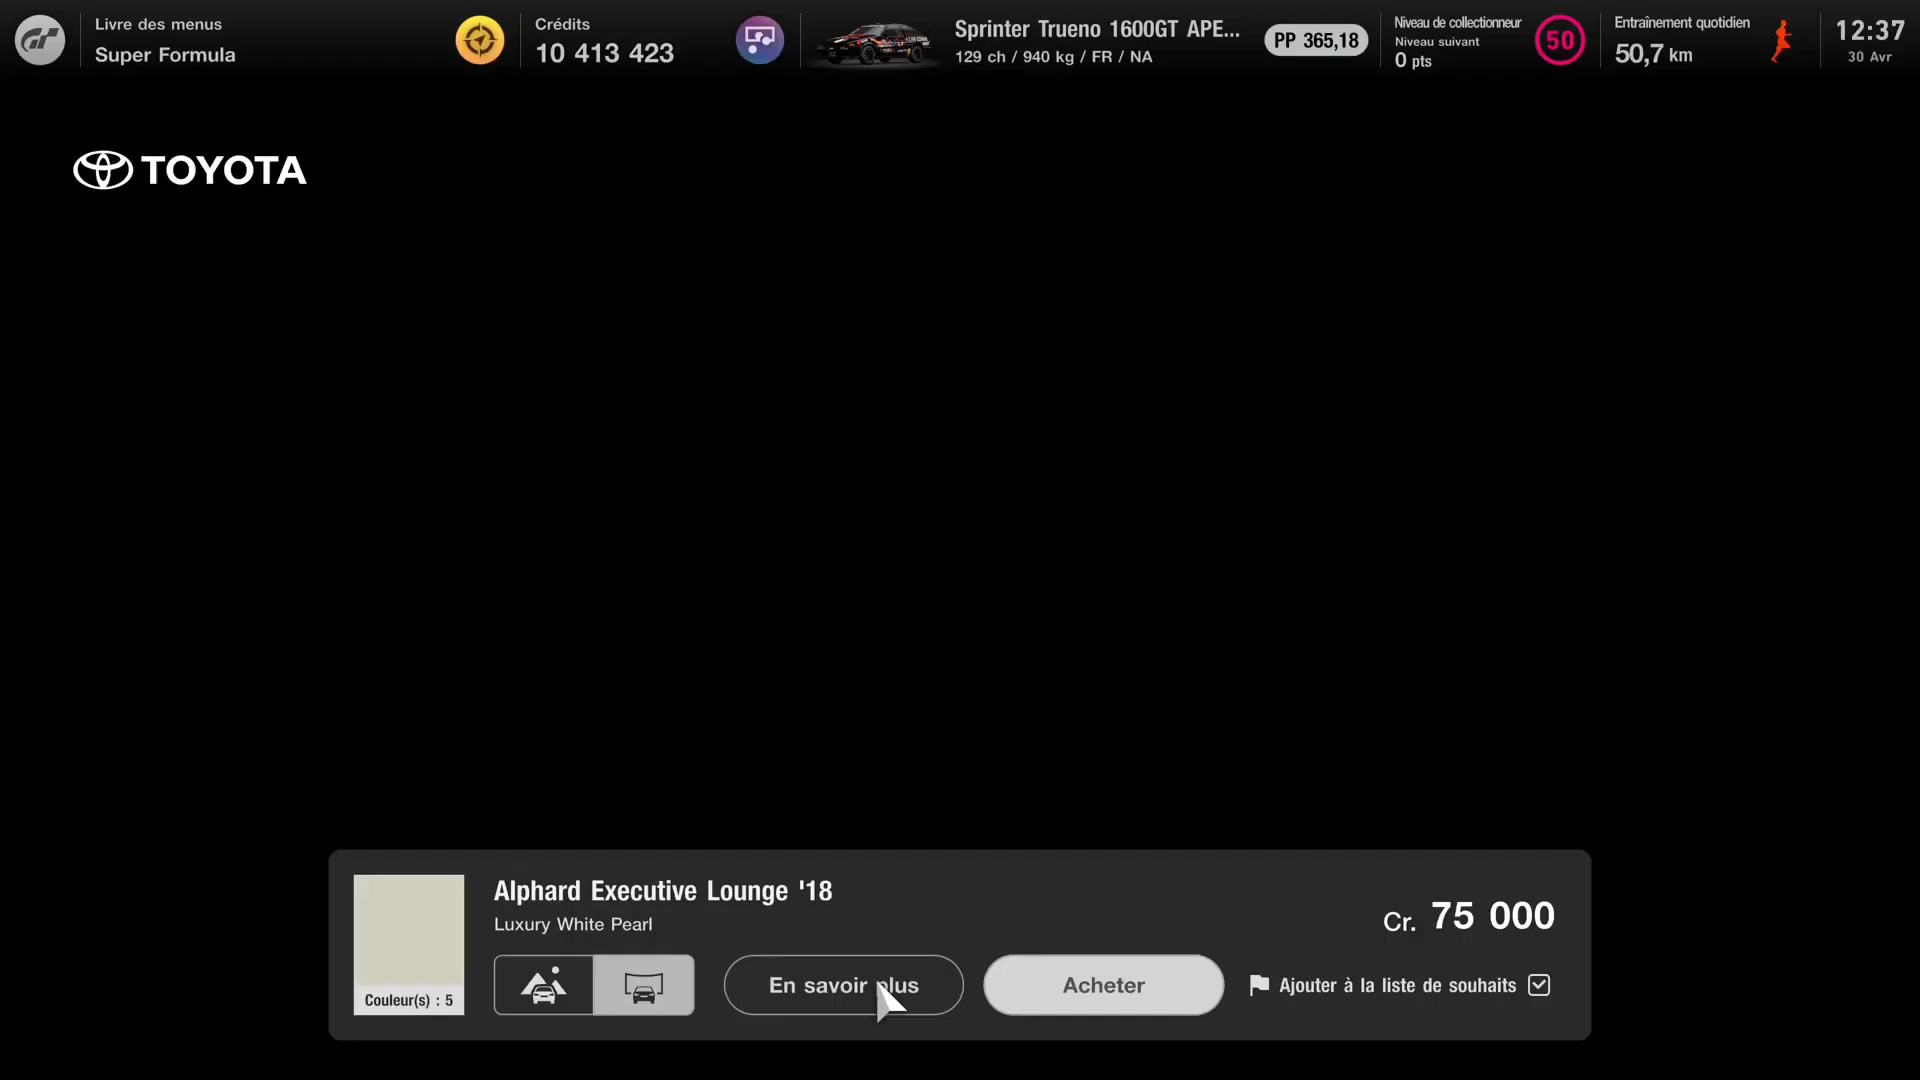 Livre des menus
Super Formula
Crédits
10 413 423
Sprinter Trueno 1600GT APE...
129 ch / 940 kg / FR / NA
PP 365,18
Niveau de collectionneur
Niveau suivant
0 pts
50
Entraînement quotidien
50,7 km
12:37
30 Avr
TOYOTA
Alphard Executive Lounge '18
Luxury White Pearl
Cr. 75 000
Couleur(s) : 5
En savoir plus
Acheter
Ajouter à la liste de souhaits